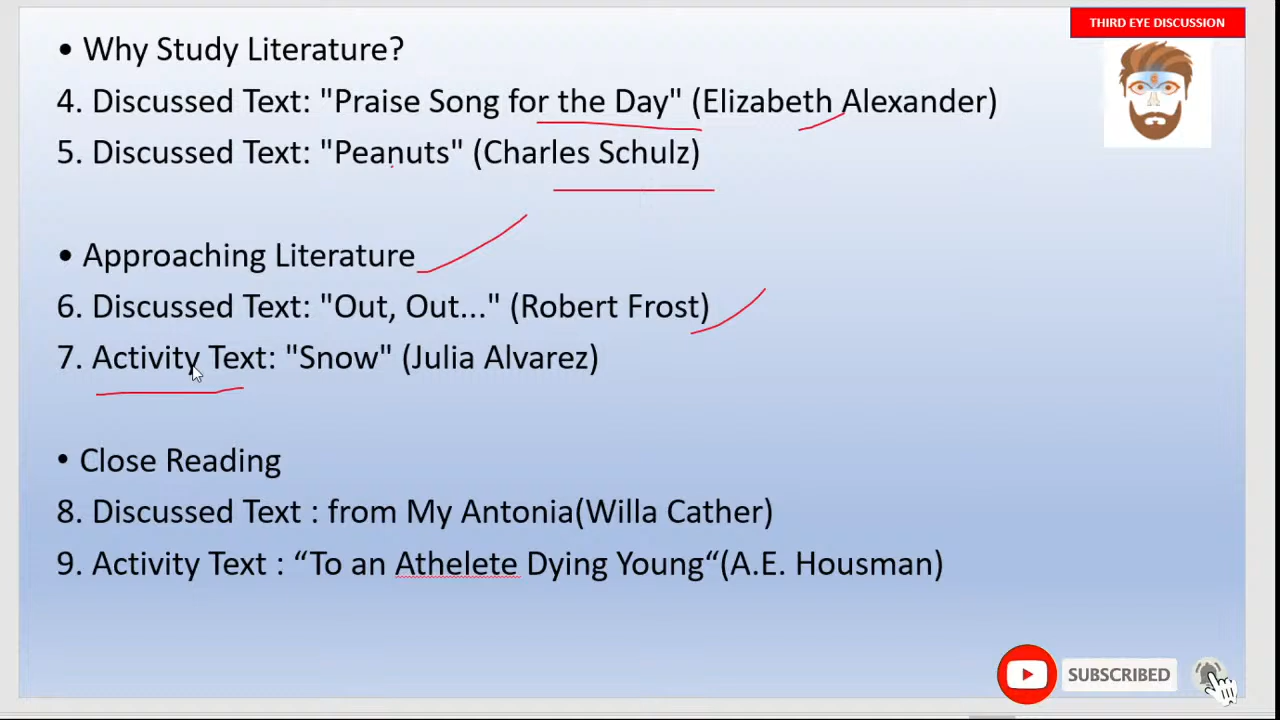 THIRD EYE DISCUSSION
• Why Study Literature?
4. Discussed Text: "Praise Song for the Day" (Elizabeth Alexander)
5. Discussed Text: "Peanuts" (Charles Schulz)
• Approaching Literature
6. Discussed Text: "Out, Out..." (Robert Frost)
7. Activity Text: "Snow" (Julia Alvarez)
• Close Reading
8. Discussed Text : from My Antonia(Willa Cather)
9. Activity Text : “To an Athelete Dying Young“(A.E. Housman)
SUBSCRIBED